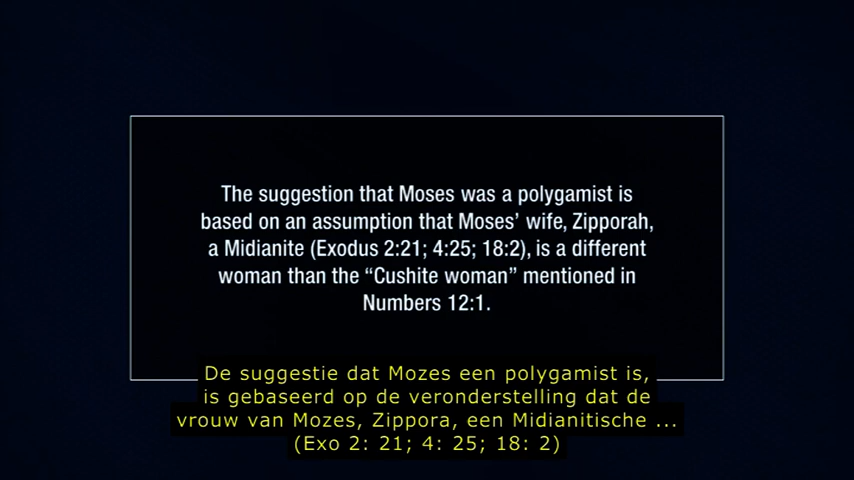 The suggestion that Moses was a polygamist is
based on an assumption that Moses’ wife, Zipporah,
a Midianite (Exodus 2:21; 4:25; 18:2), is a different
woman than the “Cushite woman” mentioned in
Numbers 12:1.
De suggestie dat Mozes een polygamist is,
is gebaseerd op de veronderstelling dat de
vrouw van Mozes, Zippora, een Midianitische ...
(Exo 2: 21; 4: 25; 18: 2)